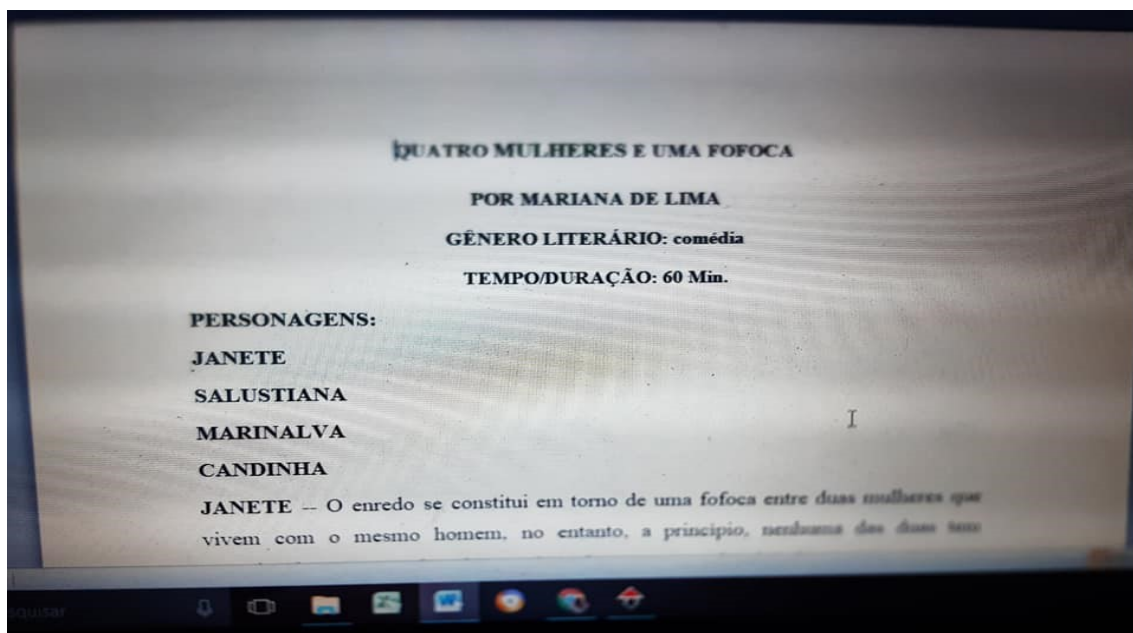 QUATRO MULHERES E UMA FOFOCA
POR MARIANA DE LIMA
GÊNERO LITERÁRIO: comédia
TEMPO/DURAÇÃO: 60 Min.
PERSONAGENS:
JANETE
SALUSTIANA
MARINALVA
CANDINHA
JANETE -- O enredo se constitui em torno de uma fofoca entre duas mulheres que
vivem com o mesmo homem, no entanto, a princípio, nenhuma das duas tem
quisar